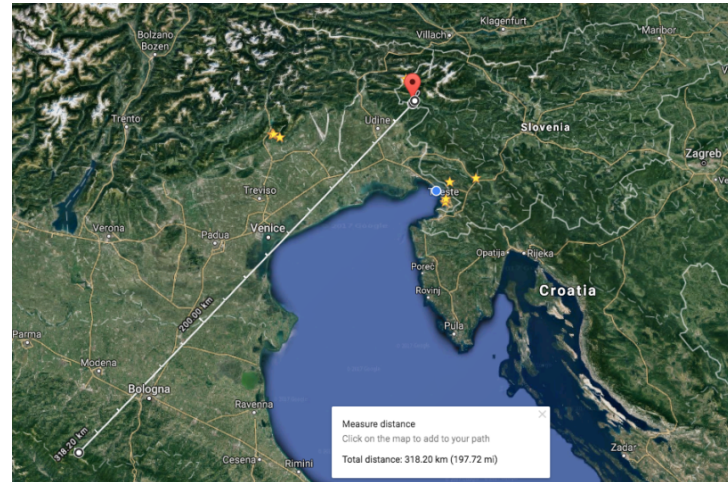 Klagenfurt
Villach
Maribor
Bolzano
Bozen
Trento
Udine
Slovenia
Zagreb
Treviso
Trieste
Verona
Padua
Venice
Opatija
Rijeka
Poreč
Croatia
Rovinj
200.00 km
Pula
Parma
Modena
Bologna
Ravenna
318.20 km
Cesena
Rimini
Zadar
Measure distance
Click on the map to add to your path
Total distance: 318.20 km (197.72 mi)